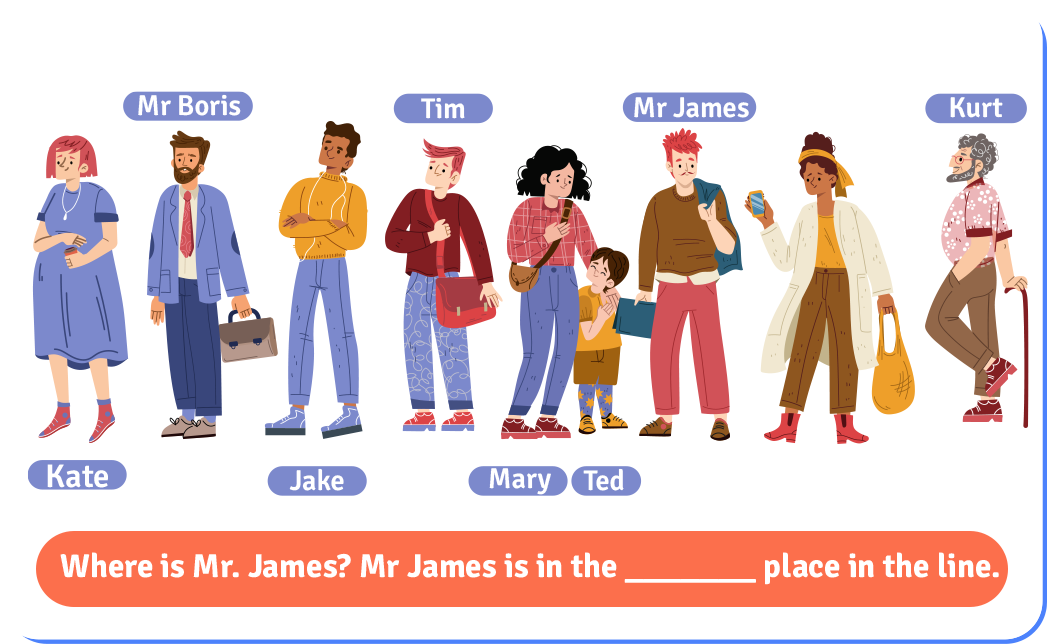 Mr Boris
Tim
Mr James
Kurt
Kate
Jake
Mary
Ted
Where is Mr. James? Mr James is in the ________ place in the line.